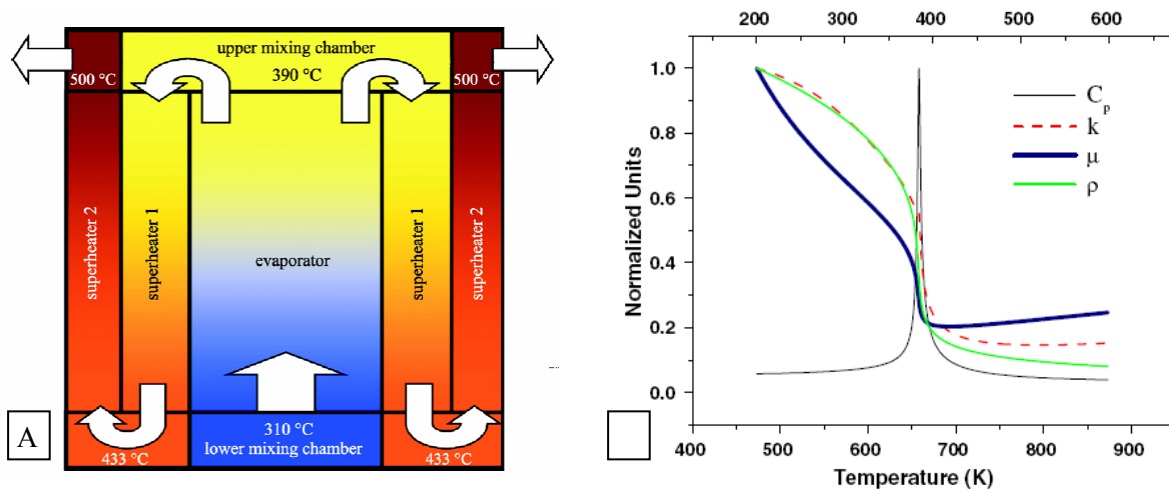 upper mixing chamber
390 °C
500 °C
500 °C
superheater 2
superheater 1
evaporator
superheater 1
superheater 2
310 °C
lower mixing chamber
433 °C
433 °C
A
200 300 400 500 600
1.0
0.8
0.6
0.4
0.2
0.0
Normalized Units
C p
k
μ
ρ
400 500 600 700 800 900
Temperature (K)